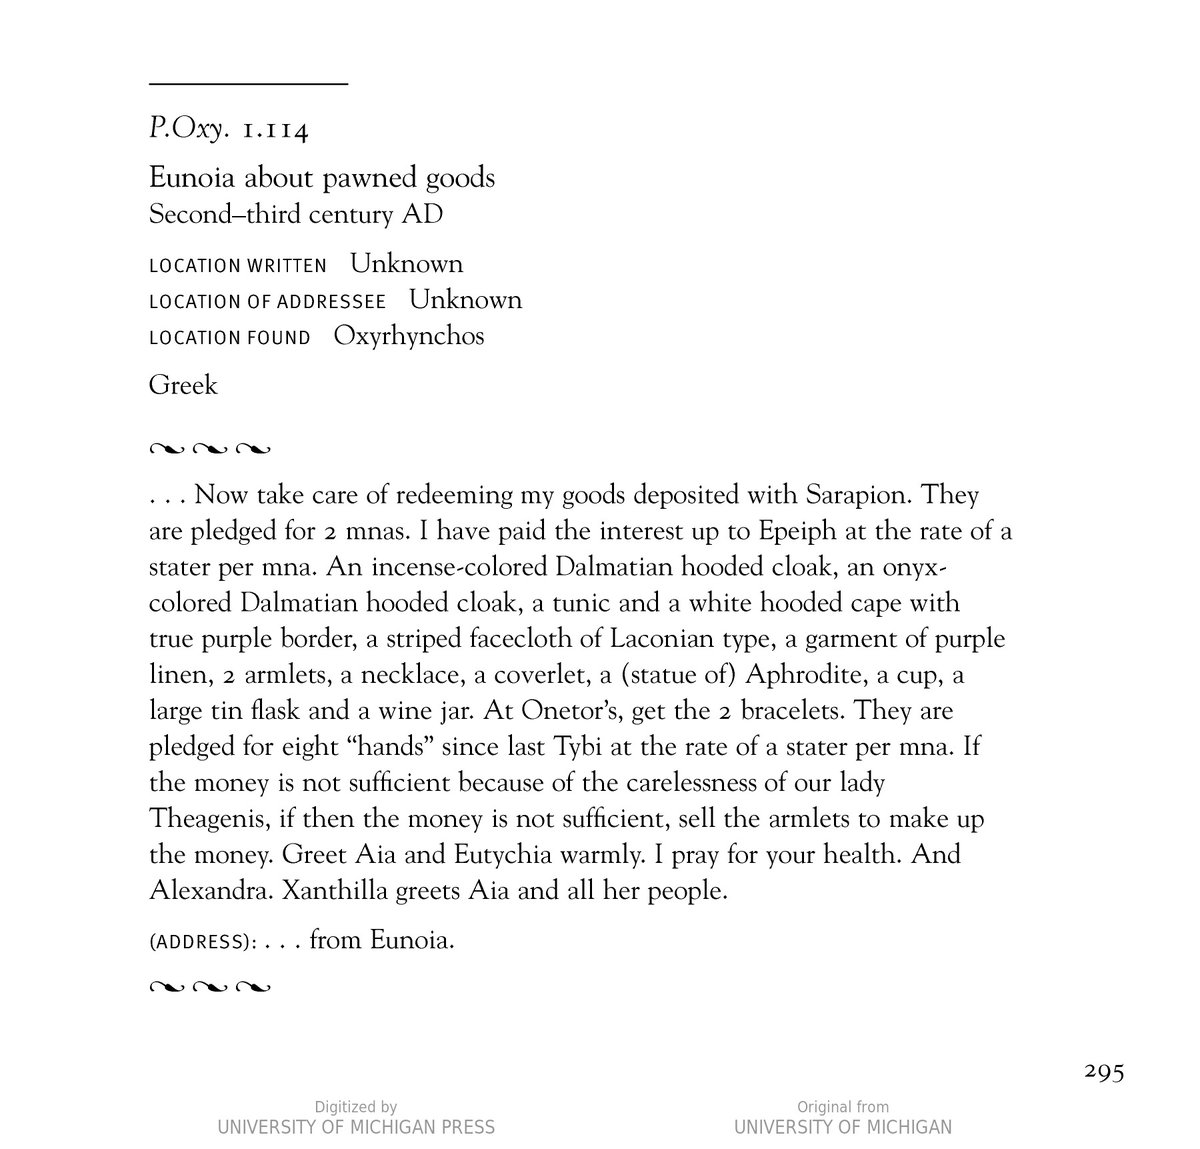 P.Oxy. 1.114
Eunoia about pawned goods
Second–third century AD
LOCATION WRITTEN Unknown
LOCATION OF ADDRESSEE Unknown
LOCATION FOUND Oxyrhynchos
Greek
. . . Now take care of redeeming my goods deposited with Sarapion. They
are pledged for 2 mnas. I have paid the interest up to Epeiph at the rate of a
stater per mna. An incense-colored Dalmatian hooded cloak, an onyx-
colored Dalmatian hooded cloak, a tunic and a white hooded cape with
true purple border, a striped facecloth of Laconian type, a garment of purple
linen, 2 armlets, a necklace, a coverlet, a (statue of) Aphrodite, a cup, a
large tin flask and a wine jar. At Onetor’s, get the 2 bracelets. They are
pledged for eight “hands” since last Tybi at the rate of a stater per mna. If
the money is not sufficient because of the carelessness of our lady
Theagenis, if then the money is not sufficient, sell the armlets to make up
the money. Greet Aia and Eutychia warmly. I pray for your health. And
Alexandra. Xanthilla greets Aia and all her people.
(ADDRESS): . . . from Eunoia.
295
Digitized by
UNIVERSITY OF MICHIGAN PRESS
Original from
UNIVERSITY OF MICHIGAN